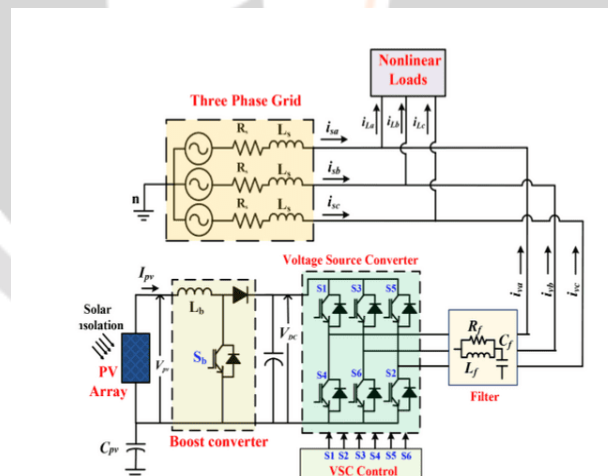 Nonlinear
Loads
Three Phase Grid
iLa
iLb
iLc
Rs
Ls
isa
Rs
Ls
isb
Rs
Ls
isc
n
Voltage Source Converter
iva
ivb
ivc
Ipv
Lb
Solar
nsolation
PV
Array
Vpv
Sb
VDC
S1
S3
S5
S4
S6
S2
Rf
Cf
Lf
Filter
Cpv
Boost converter
S1 S2 S3 S4 S5 S6
VSC Control